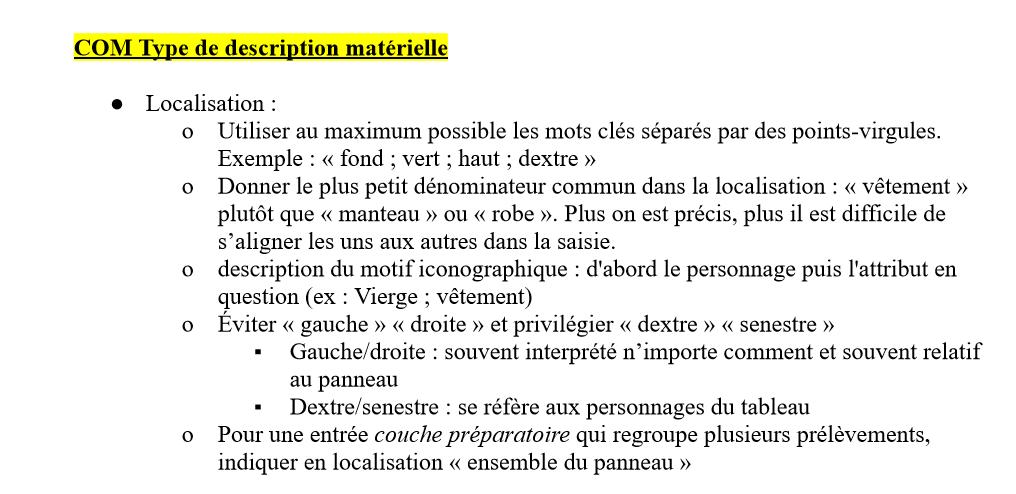 COM Type de description matérielle
● Localisation :
o Utiliser au maximum possible les mots clés séparés par des points-virgules.
Exemple : « fond ; vert ; haut ; dextre »
o Donner le plus petit dénominateur commun dans la localisation : « vêtement »
plutôt que « manteau » ou « robe ». Plus on est précis, plus il est difficile de
s’aligner les uns aux autres dans la saisie.
o description du motif iconographique : d'abord le personnage puis l'attribut en
question (ex : Vierge ; vêtement)
o Éviter « gauche » « droite » et privilégier « dextre » « senestre »
▪ Gauche/droite : souvent interprété n’importe comment et souvent relatif
au panneau
▪ Dextre/senestre : se réfère aux personnages du tableau
o Pour une entrée couche préparatoire qui regroupe plusieurs prélèvements,
indiquer en localisation « ensemble du panneau »